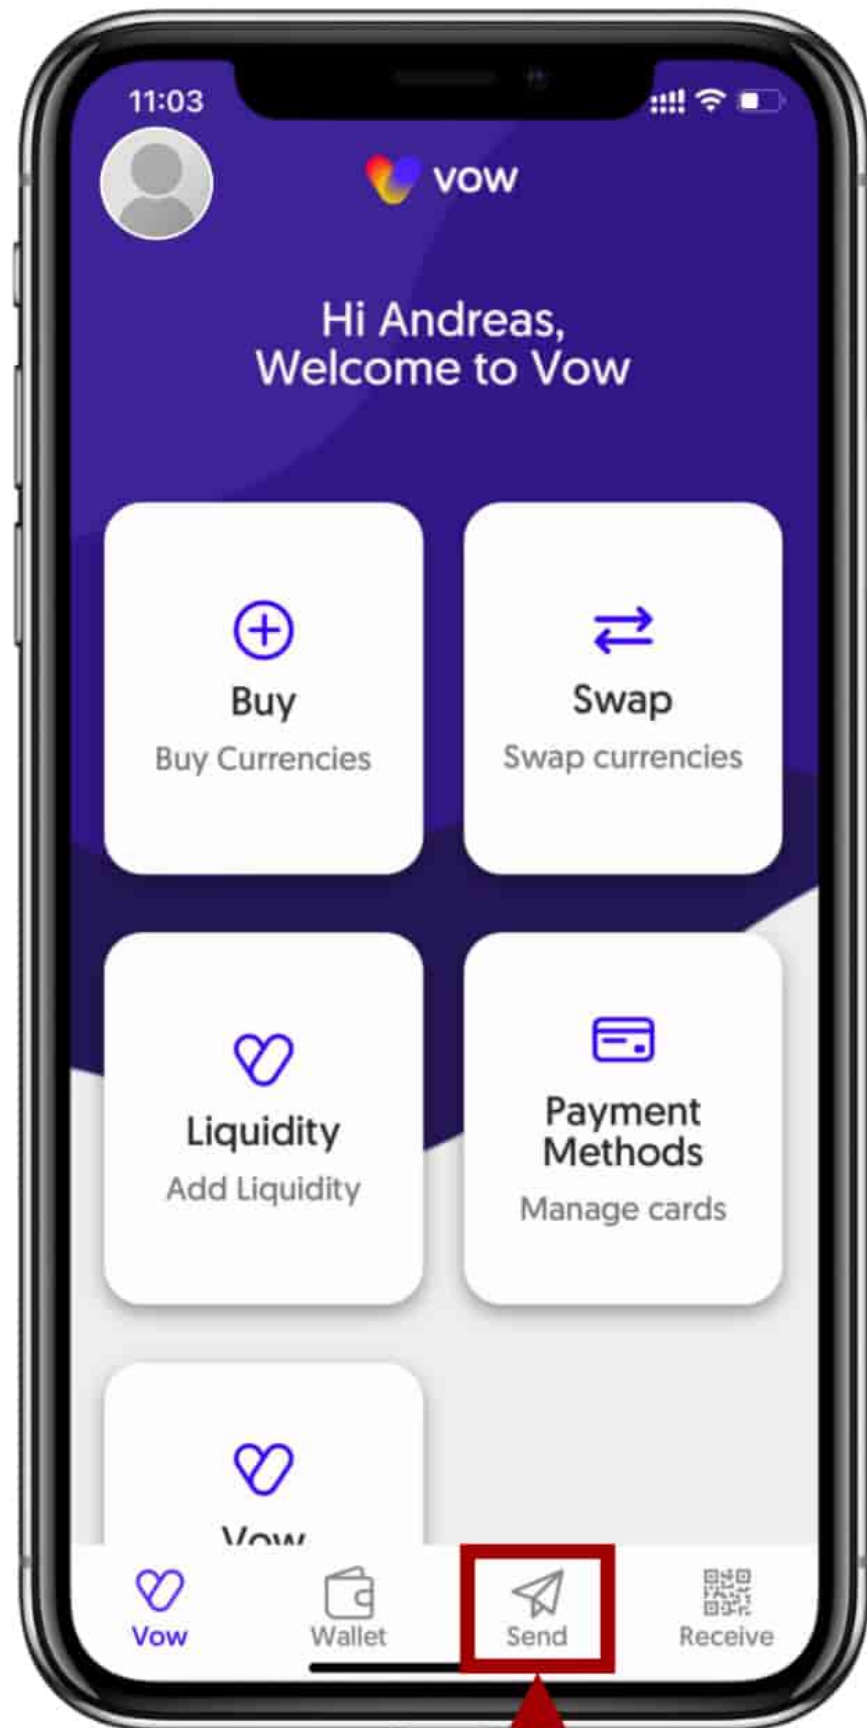 11:03
vow
Hi Andreas,
Welcome to Vow
Buy
Buy Currencies
Swap
Swap currencies
Liquidity
Add Liquidity
Payment
Methods
Manage cards
Vow
Vow
Wallet
Send
Receive